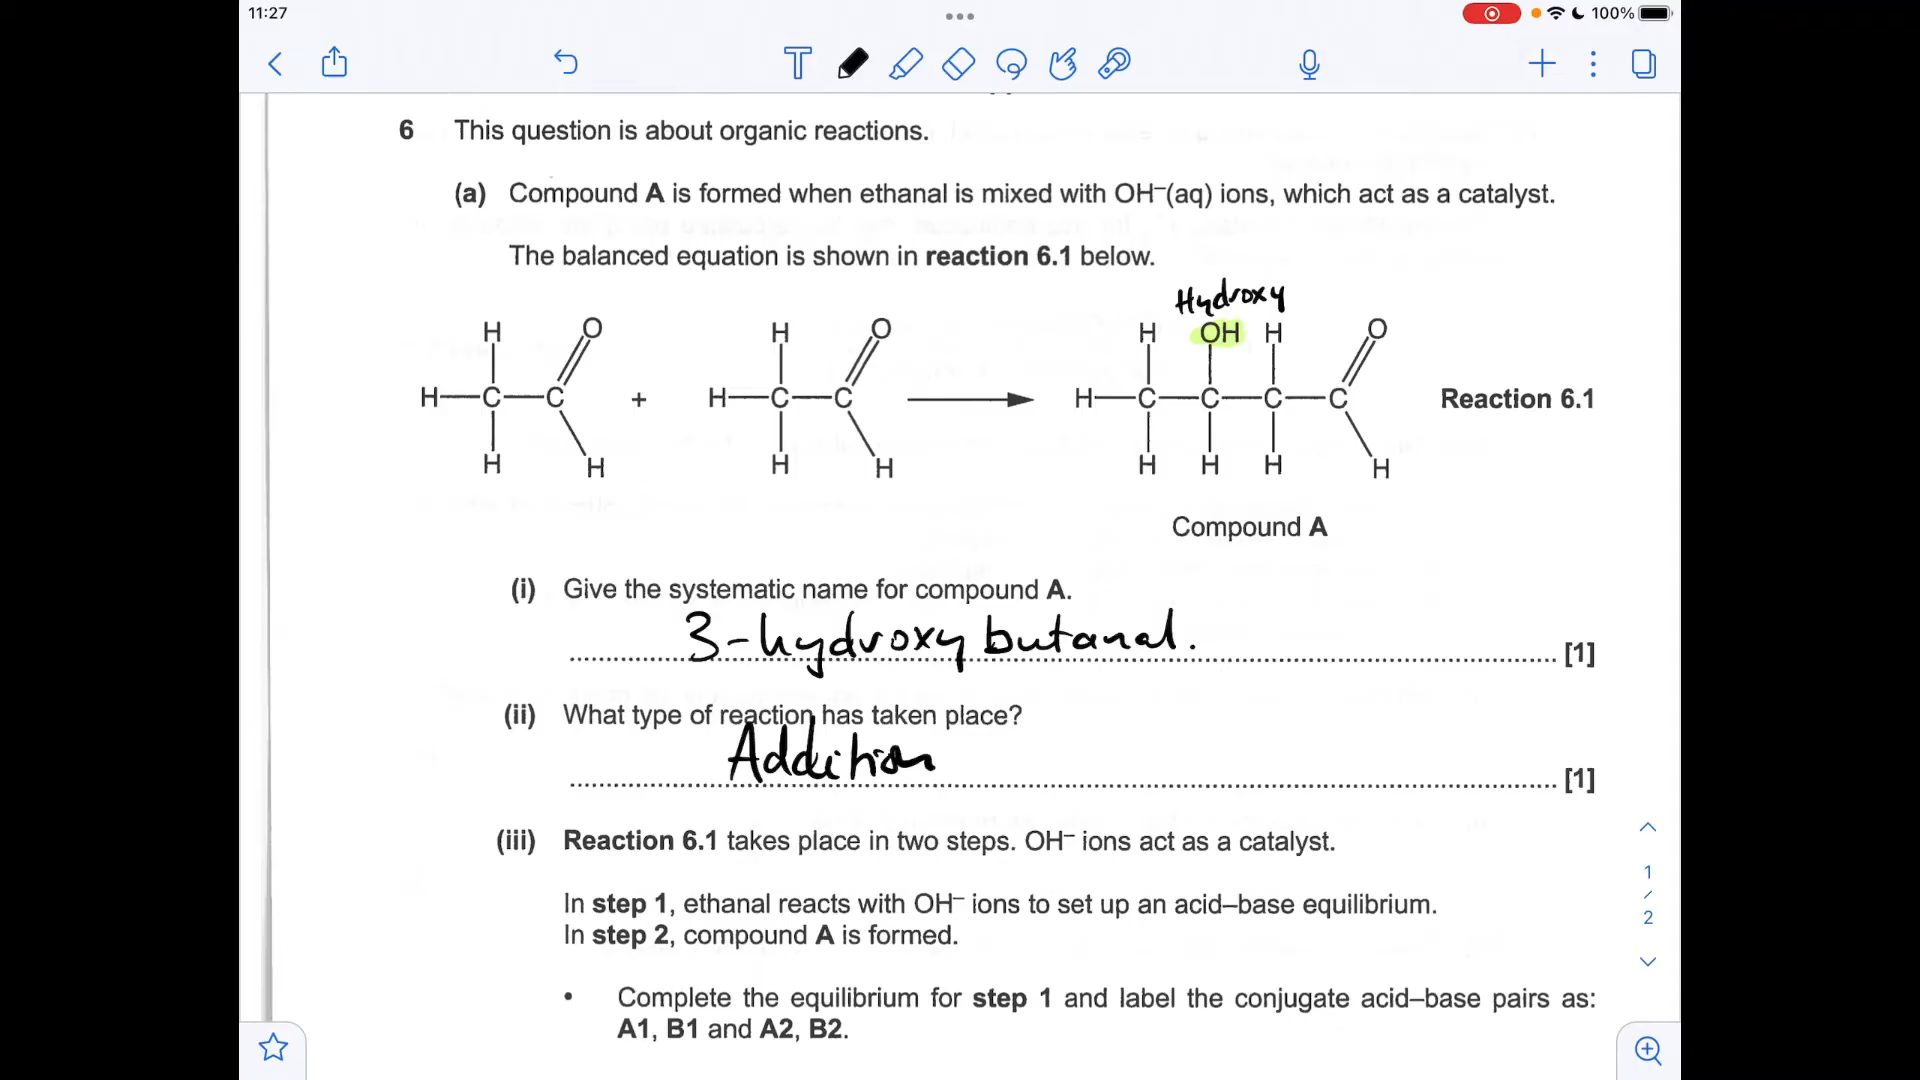 11:27
100%
6 This question is about organic reactions.
(a) Compound A is formed when ethanal is mixed with OH⁻(aq) ions, which act as a catalyst.
The balanced equation is shown in reaction 6.1 below.
Hydroxy
H O H O H OH H O
H C C + H C C H C C C C Reaction 6.1
H H H H H H H H
Compound A
(i) Give the systematic name for compound A.
3-hydroxybutanal.
[1]
(ii) What type of reaction has taken place?
Addition
[1]
(iii) Reaction 6.1 takes place in two steps. OH⁻ ions act as a catalyst.
In step 1, ethanal reacts with OH⁻ ions to set up an acid–base equilibrium.
In step 2, compound A is formed.
• Complete the equilibrium for step 1 and label the conjugate acid–base pairs as:
A1, B1 and A2, B2.
1
/
2